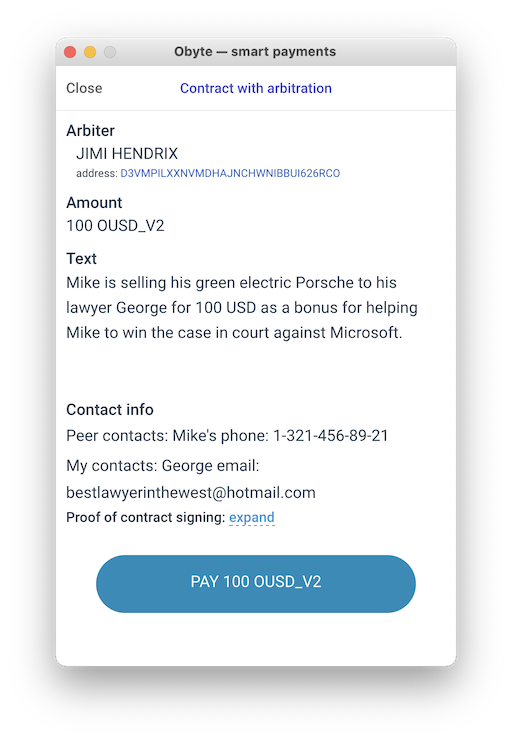 Obyte — smart payments
Close
Contract with arbitration
Arbiter
JIMI HENDRIX
address: D3VMPILXXNVMDHAJNCHWNIBBUI626RCO
Amount
100 OUSD_V2
Text
Mike is selling his green electric Porsche to his
lawyer George for 100 USD as a bonus for helping
Mike to win the case in court against Microsoft.
Contact info
Peer contacts: Mike's phone: 1-321-456-89-21
My contacts: George email:
bestlawyerinthewest@hotmail.com
Proof of contract signing: expand
PAY 100 OUSD_V2